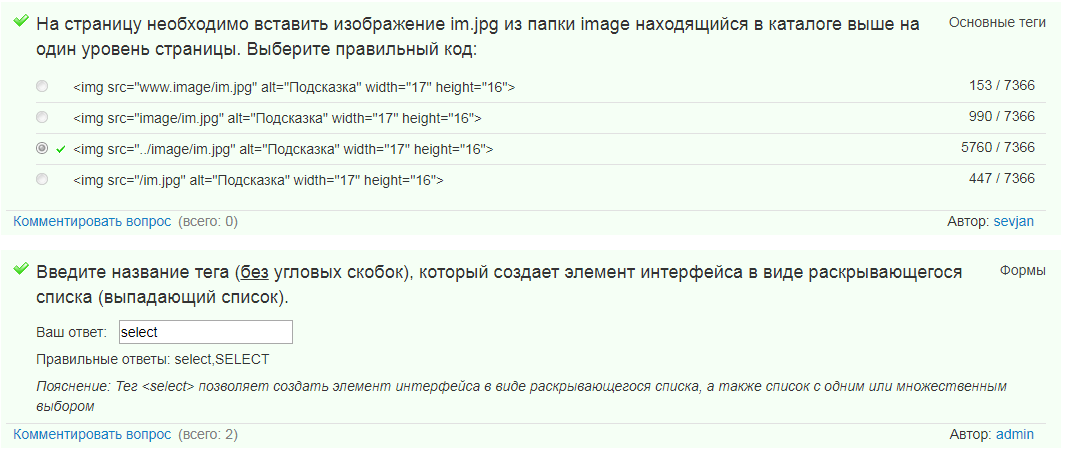 На страницу необходимо вставить изображение im.jpg из папки image находящийся в каталоге выше на Основные теги
один уровень страницы. Выберите правильный код:
<img src="www.image/im.jpg" alt="Подсказка" width="17" height="16"> 153 / 7366
<img src="image/im.jpg" alt="Подсказка" width="17" height="16"> 990 / 7366
<img src="../image/im.jpg" alt="Подсказка" width="17" height="16"> 5760 / 7366
<img src="/im.jpg" alt="Подсказка" width="17" height="16"> 447 / 7366
Комментировать вопрос (всего: 0) Автор: sevjan
Введите название тега (без угловых скобок), который создает элемент интерфейса в виде раскрывающегося Формы
списка (выпадающий список).
Ваш ответ: select
Правильные ответы: select,SELECT
Пояснение: Тег <select> позволяет создать элемент интерфейса в виде раскрывающегося списка, а также список с одним или множественным
выбором
Комментировать вопрос (всего: 2) Автор: admin